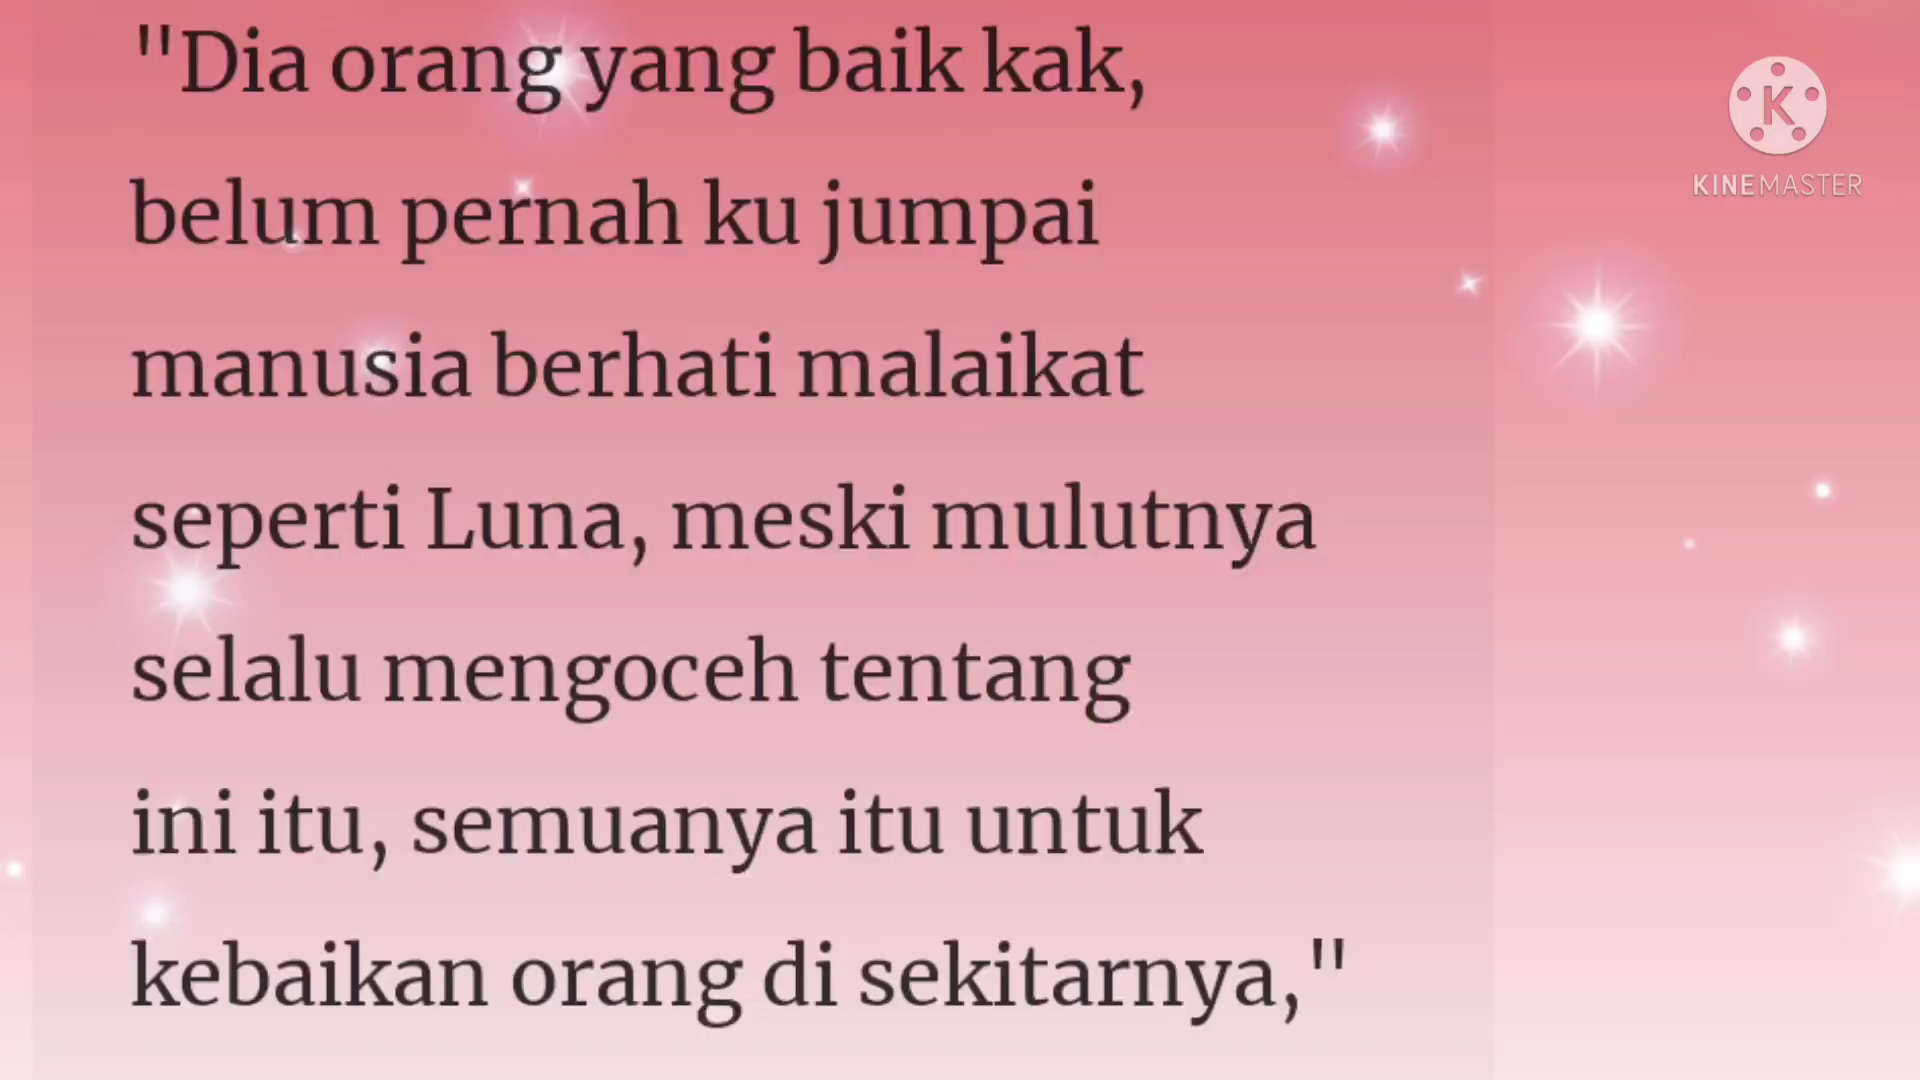 "Dia orang yang baik kak,
belum pernah ku jumpai
manusia berhati malaikat
seperti Luna, meski mulutnya
selalu mengoceh tentang
ini itu, semuanya itu untuk
kebaikan orang di sekitarnya,"
K
KINEMASTER